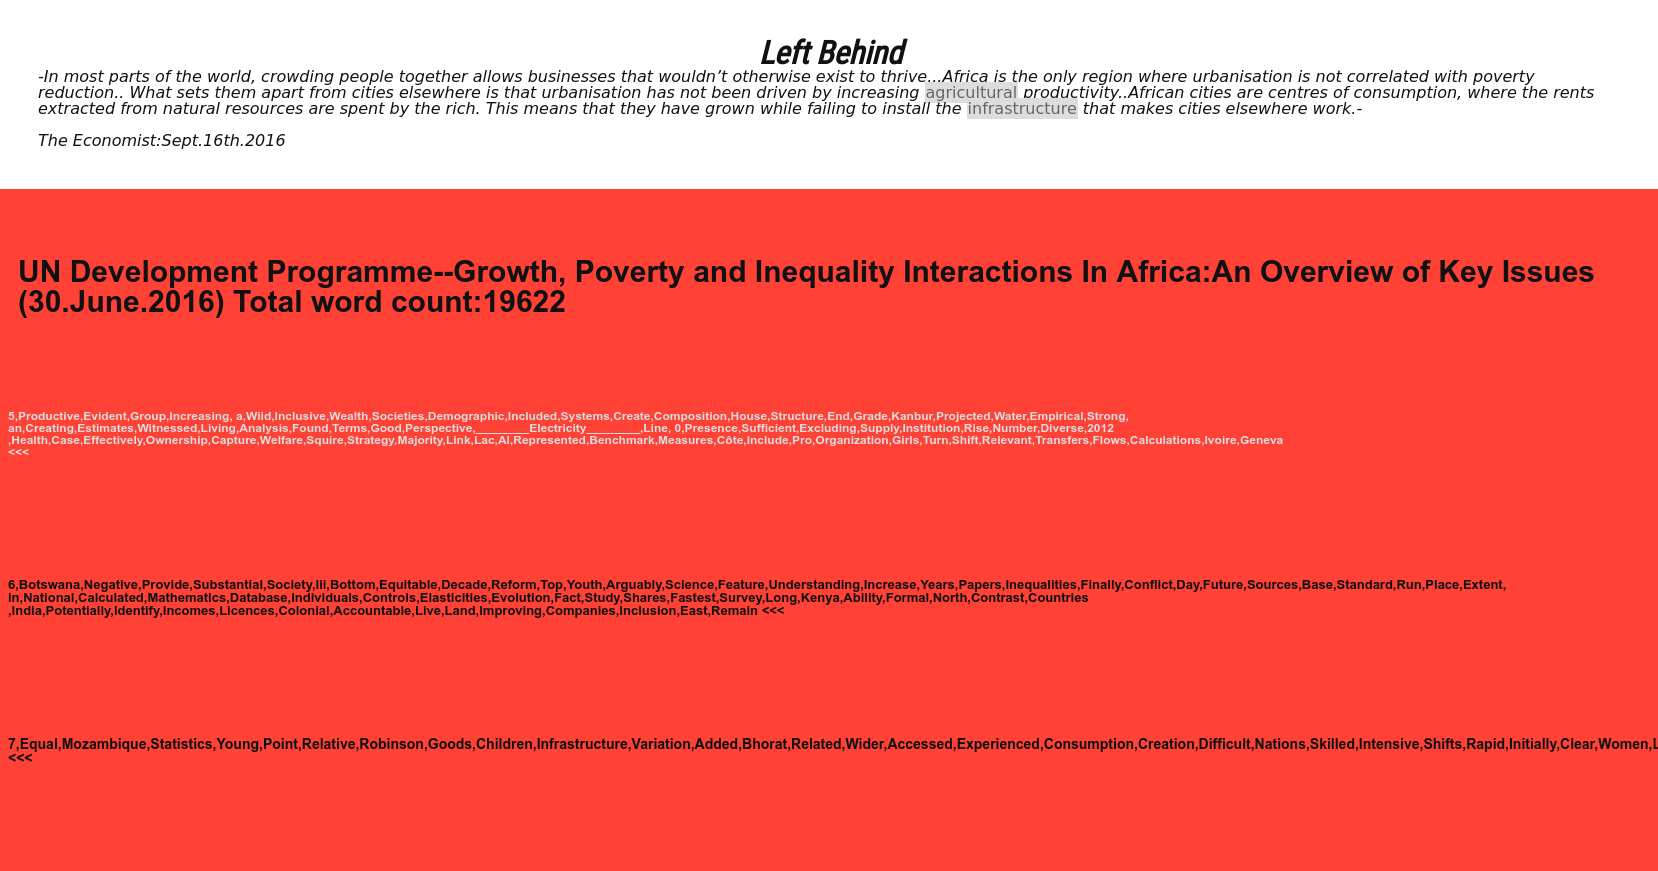 Left Behind
-In most parts of the world, crowding people together allows businesses that wouldn’t otherwise exist to thrive...Africa is the only region where urbanisation is not correlated with poverty
reduction.. What sets them apart from cities elsewhere is that urbanisation has not been driven by increasing agricultural productivity..African cities are centres of consumption, where the rents
extracted from natural resources are spent by the rich. This means that they have grown while failing to install the infrastructure that makes cities elsewhere work.-
The Economist:Sept.16th.2016
UN Development Programme--Growth, Poverty and Inequality Interactions In Africa:An Overview of Key Issues
(30.June.2016) Total word count:19622
5,Productive,Evident,Group,Increasing, a,Wiid,Inclusive,Wealth,Societies,Demographic,Included,Systems,Create,Composition,House,Structure,End,Grade,Kanbur,Projected,Water,Empirical,Strong,
an,Creating,Estimates,Witnessed,Living,Analysis,Found,Terms,Good,Perspective,_________Electricity_________,Line, 0,Presence,Sufficient,Excluding,Supply,Institution,Rise,Number,Diverse,2012
,Health,Case,Effectively,Ownership,Capture,Welfare,Squire,Strategy,Majority,Link,Lac,Al,Represented,Benchmark,Measures,Côte,Include,Pro,Organization,Girls,Turn,Shift,Relevant,Transfers,Flows,Calculations,Ivoire,Geneva
<<<
6,Botswana,Negative,Provide,Substantial,Society,Iii,Bottom,Equitable,Decade,Reform,Top,Youth,Arguably,Science,Feature,Understanding,Increase,Years,Papers,Inequalities,Finally,Conflict,Day,Future,Sources,Base,Standard,Run,Place,Extent,
in,National,Calculated,Mathematics,Database,Individuals,Controls,Elasticities,Evolution,Fact,Study,Shares,Fastest,Survey,Long,Kenya,Ability,Formal,North,Contrast,Countries
,India,Potentially,Identify,Incomes,Licences,Colonial,Accountable,Live,Land,Improving,Companies,Inclusion,East,Remain <<<
7,Equal,Mozambique,Statistics,Young,Point,Relative,Robinson,Goods,Children,Infrastructure,Variation,Added,Bhorat,Related,Wider,Accessed,Experienced,Consumption,Creation,Difficult,Nations,Skilled,Intensive,Shifts,Rapid,Initially,Clear,Women,
<<<